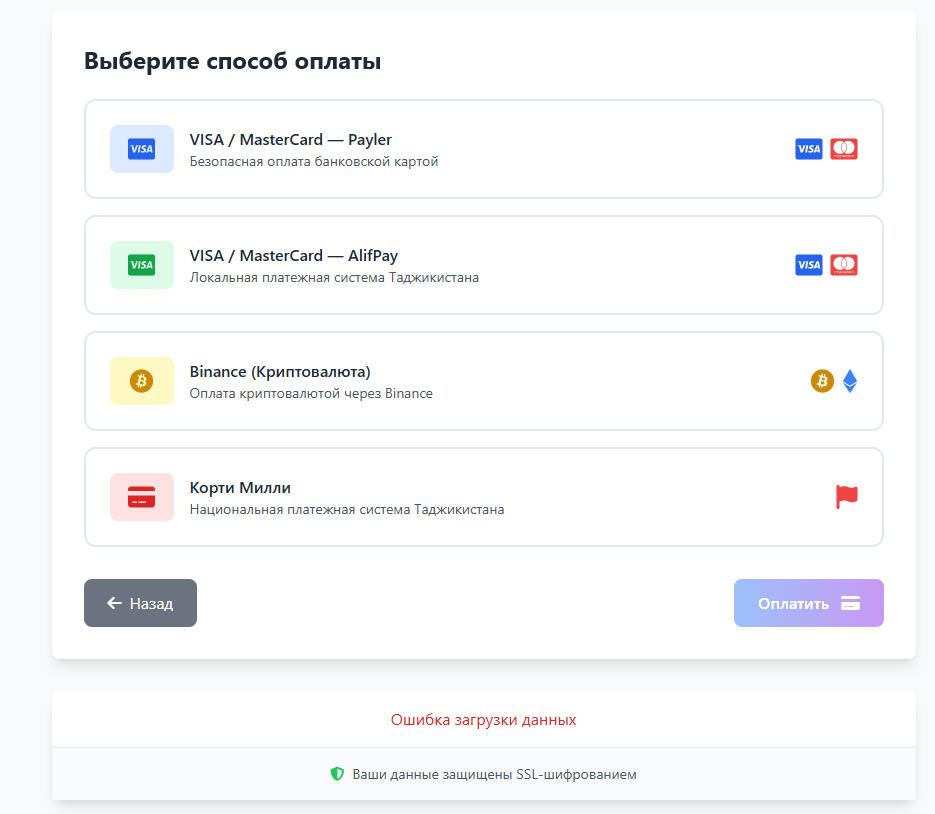 Выберите способ оплаты
VISA
VISA / MasterCard — Payler
Безопасная оплата банковской картой
VISA
VISA
VISA / MasterCard — AlifPay
Локальная платежная система Таджикистана
VISA
Binance (Криптовалюта)
Оплата криптовалютой через Binance
Корти Милли
Национальная платежная система Таджикистана
Назад
Оплатить
Ошибка загрузки данных
Ваши данные защищены SSL-шифрованием